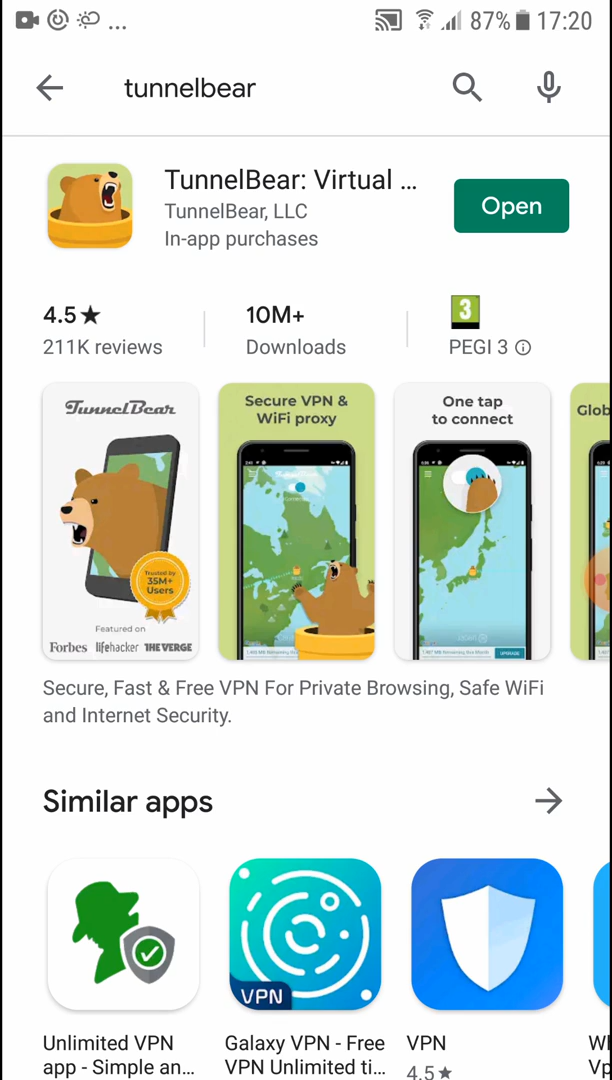 ... 87% 17:20
tunnelbear
TunnelBear: Virtual ...
TunnelBear, LLC
In-app purchases
Open
4.5★
211K reviews
10M+
Downloads
3
PEGI 3
TunnelBear
Trusted by
35M+
Users
Featured on
Forbes lifehacker THE VERGE
Secure VPN &
WiFi proxy
One tap
to connect
UPGRADE
Glob
Secure, Fast & Free VPN For Private Browsing, Safe WiFi
and Internet Security.
Similar apps
VPN
Unlimited VPN
app - Simple an...
Galaxy VPN - Free
VPN Unlimited ti...
VPN
4.5★